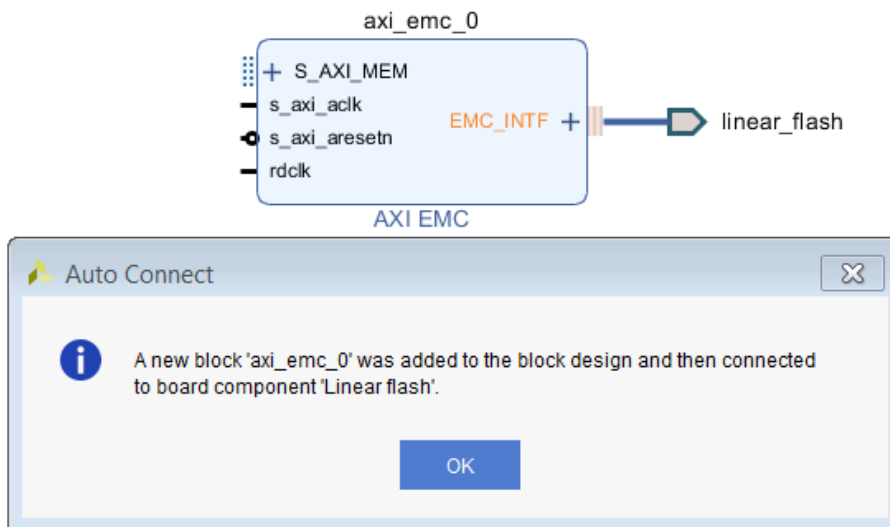 axi_emc_0
S_AXI_MEM
s_axi_aclk
EMC_INTF
linear_flash
s_axi_aresetn
rdclk
AXI EMC
Auto Connect
A new block 'axi_emc_0' was added to the block design and then connected
to board component 'Linear flash'.
OK